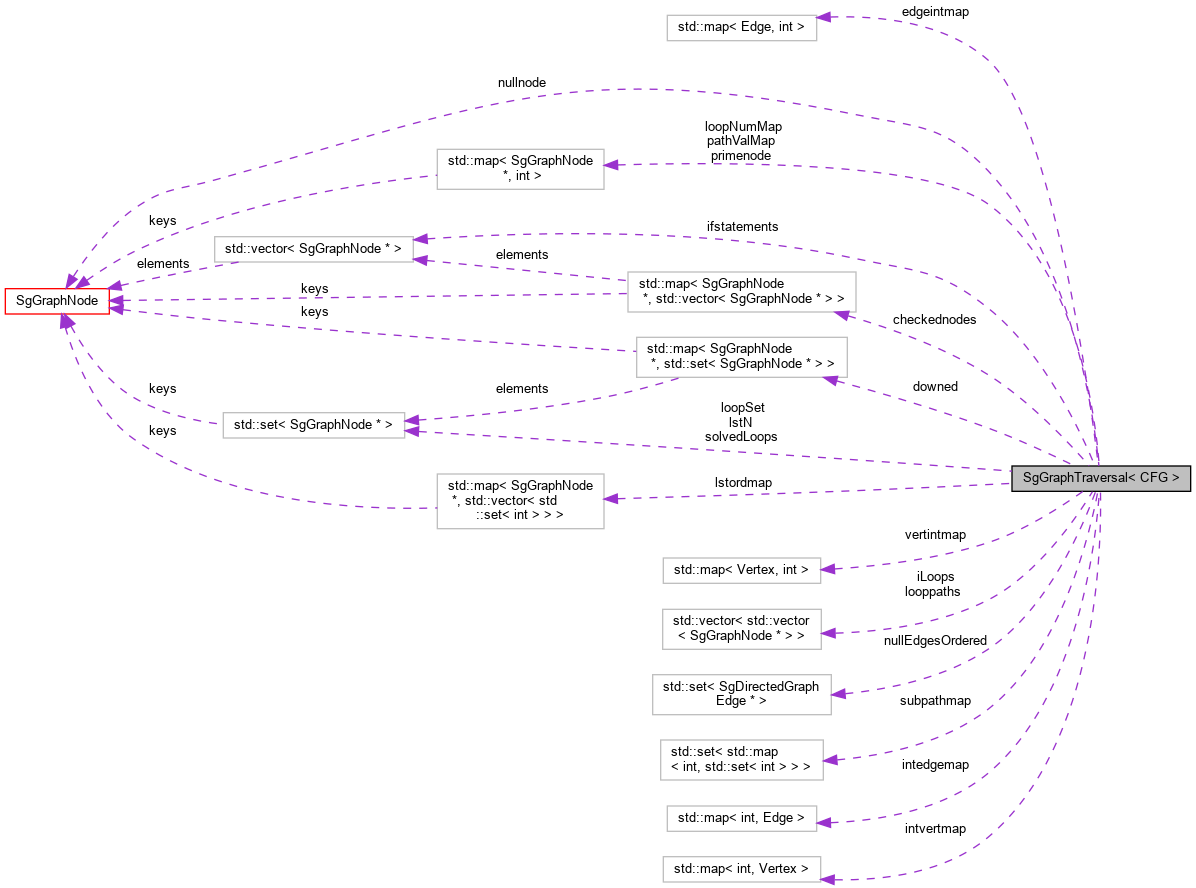 edgeintmap
std::map< Edge, int >
nullnode
loopNumMap
pathValMap
primenode
std::map< SgGraphNode
*, int >
keys
ifstatements
std::vector< SgGraphNode * >
elements
elements
std::map< SgGraphNode
*, std::vector< SgGraphNode * > >
keys
SgGraphNode
keys
checkednodes
std::map< SgGraphNode
*, std::set< SgGraphNode * > >
downed
keys
elements
loopSet
lstN
solvedLoops
std::set< SgGraphNode * >
keys
SgGraphTraversal< CFG >
lstordmap
std::map< SgGraphNode
*, std::vector< std
::set< int > > >
vertintmap
std::map< Vertex, int >
iLoops
looppaths
std::vector< std::vector
< SgGraphNode * > >
nullEdgesOrdered
std::set< SgDirectedGraph
Edge * >
subpathmap
std::set< std::map
< int, std::set< int > > >
intedgemap
std::map< int, Edge >
intvertmap
std::map< int, Vertex >